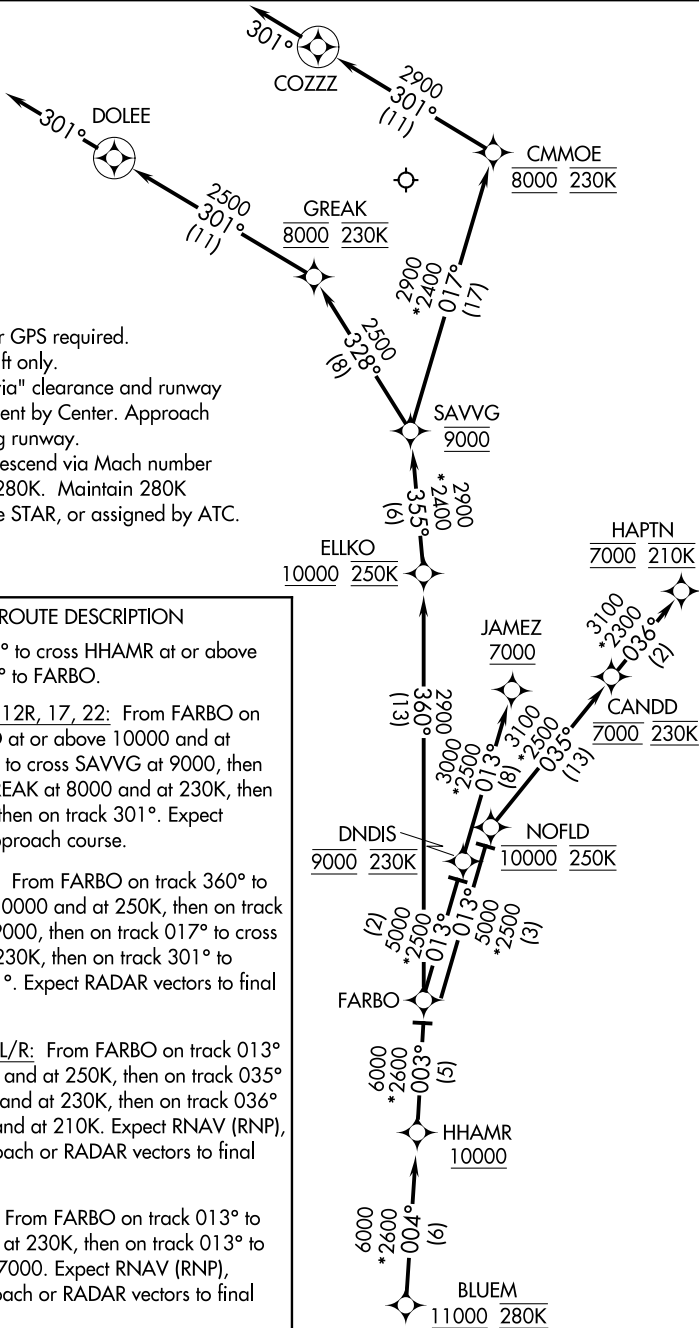 301°
COZZZ
2900
301°
(11)
CMMOE
8000 230K
301°
DOLEE
2500
301°
(11)
GREAK
8000 230K
2900
*2400
017°
(17)
2500
328°
(8)
r GPS required.
ft only.
ia" clearance and runway
ent by Center. Approach
g runway.
escend via Mach number
280K. Maintain 280K
e STAR, or assigned by ATC.
SAVVG
9000
2900
*2400
355°
(6)
ELLKO
10000 250K
HAPTN
7000 210K
3100
*2300
036°
(2)
JAMEZ
7000
CANDD
7000 230K
2900
360°
(13)
3000
*2500
013°
(8)
3100
*2500
035°
(13)
DNDIS
9000 230K
NOFLD
10000 250K
(2)
5000
*2500
013°
013°
5000
*2500
(3)
FARBO
6000
*2600
003°
(5)
HHAMR
10000
6000
*2600
004°
(6)
BLUEM
11000 280K
ROUTE DESCRIPTION
° to cross HHAMR at or above
° to FARBO.
12R, 17, 22: From FARBO on
O at or above 10000 and at
to cross SAVVG at 9000, then
REAK at 8000 and at 230K, then
then on track 301°. Expect
pproach course.
From FARBO on track 360° to
0000 and at 250K, then on track
9000, then on track 017° to cross
230K, then on track 301° to
1°. Expect RADAR vectors to final
L/R: From FARBO on track 013°
and at 250K, then on track 035°
and at 230K, then on track 036°
and at 210K. Expect RNAV (RNP),
oach or RADAR vectors to final
From FARBO on track 013° to
at 230K, then on track 013° to
7000. Expect RNAV (RNP),
oach or RADAR vectors to final